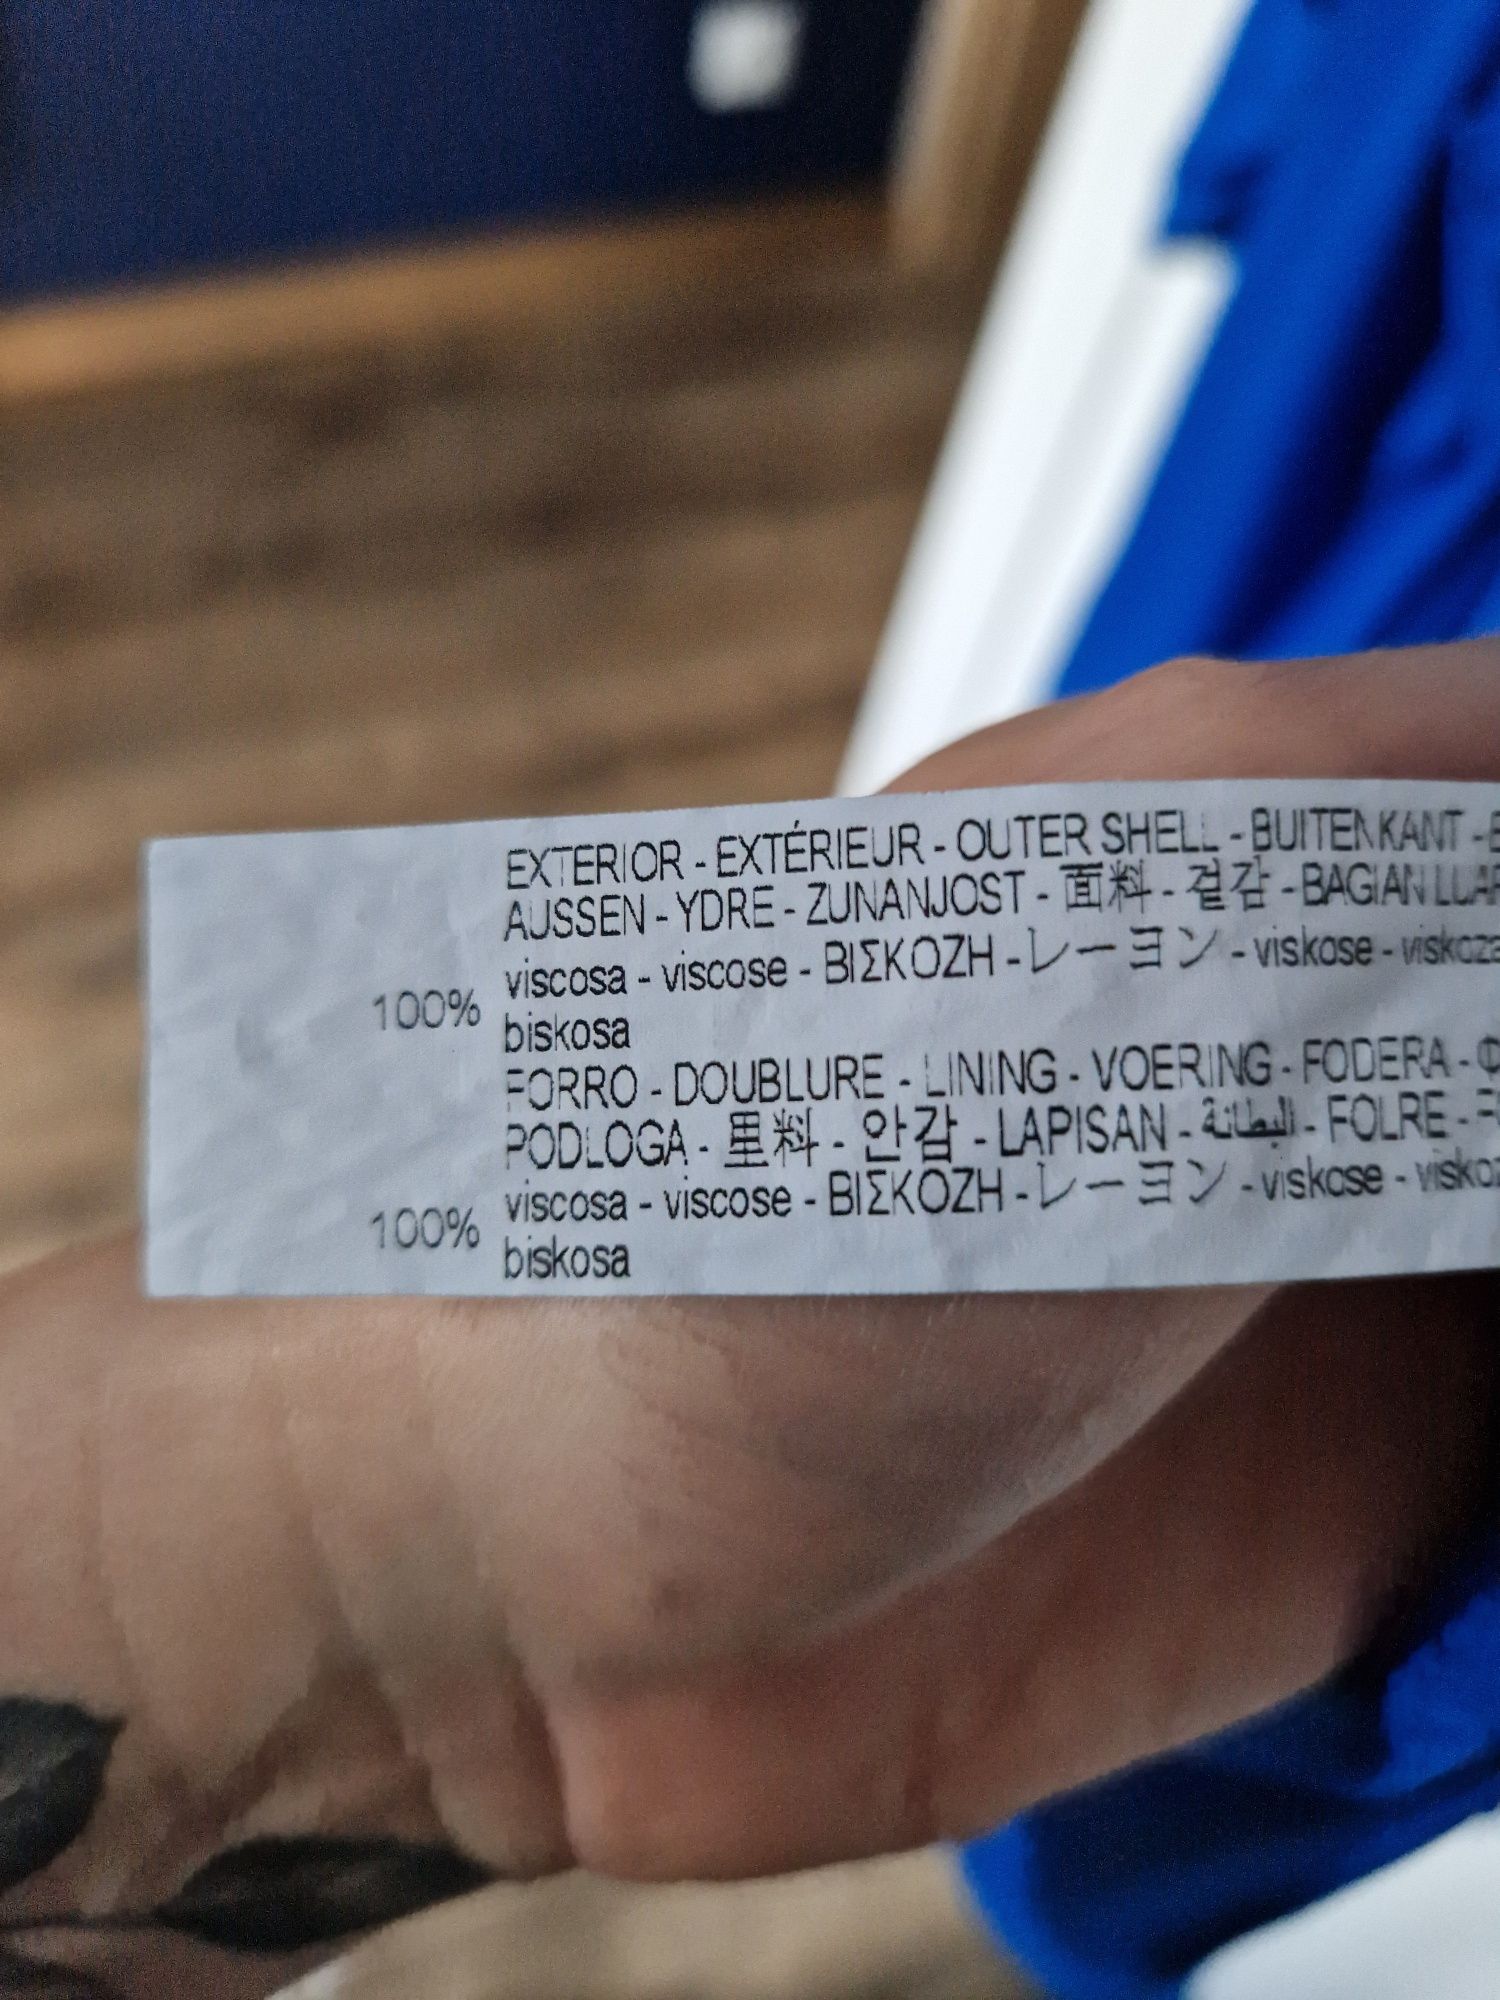 EXTERIOR - EXTÉRIEUR - OUTER SHELL - BUITENKANT -
AUSSEN - YDRE - ZUNANJOST - 面料 - 겉감 - BAGIAN LUAR
viscosa - viscose - ΒΙΣΚΟΖΗ - レーヨン - viskose - viskoza
100%
biskosa
FORRO - DOUBLURE - LINING - VOERING - FODERA -
PODLOGA - 里料 - 안감 - LAPISAN - البطانة - FOLRE -
viscosa - viscose - ΒΙΣΚΟΖΗ - レーヨン - viskose -
100%
biskosa